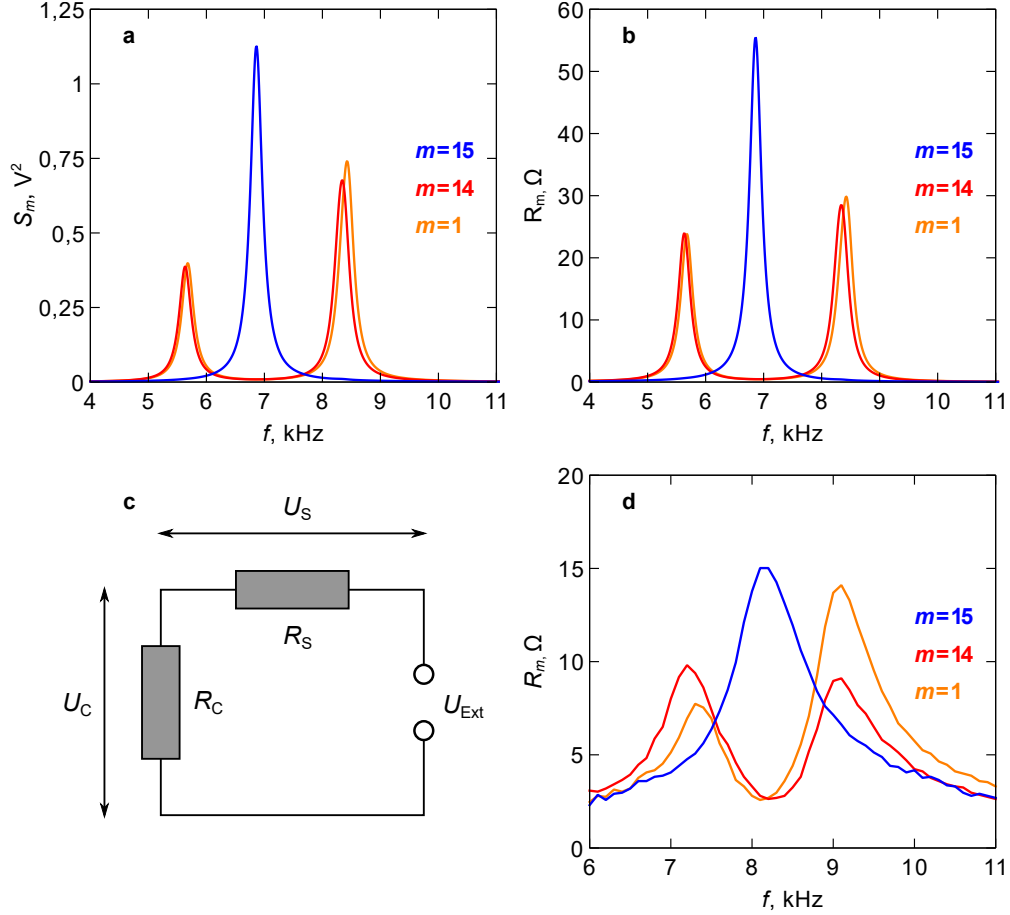 a
1,25
1
0,75
0,5
0,25
0
S_m, V²
m=15
m=14
m=1
4 5 6 7 8 9 10 11
f, kHz
b
60
50
40
30
20
10
0
R_m, Ω
m=15
m=14
m=1
4 5 6 7 8 9 10 11
f, kHz
c
U_S
R_S
U_C
R_C
U_Ext
d
20
15
10
5
0
R_m, Ω
m=15
m=14
m=1
6 7 8 9 10 11
f, kHz